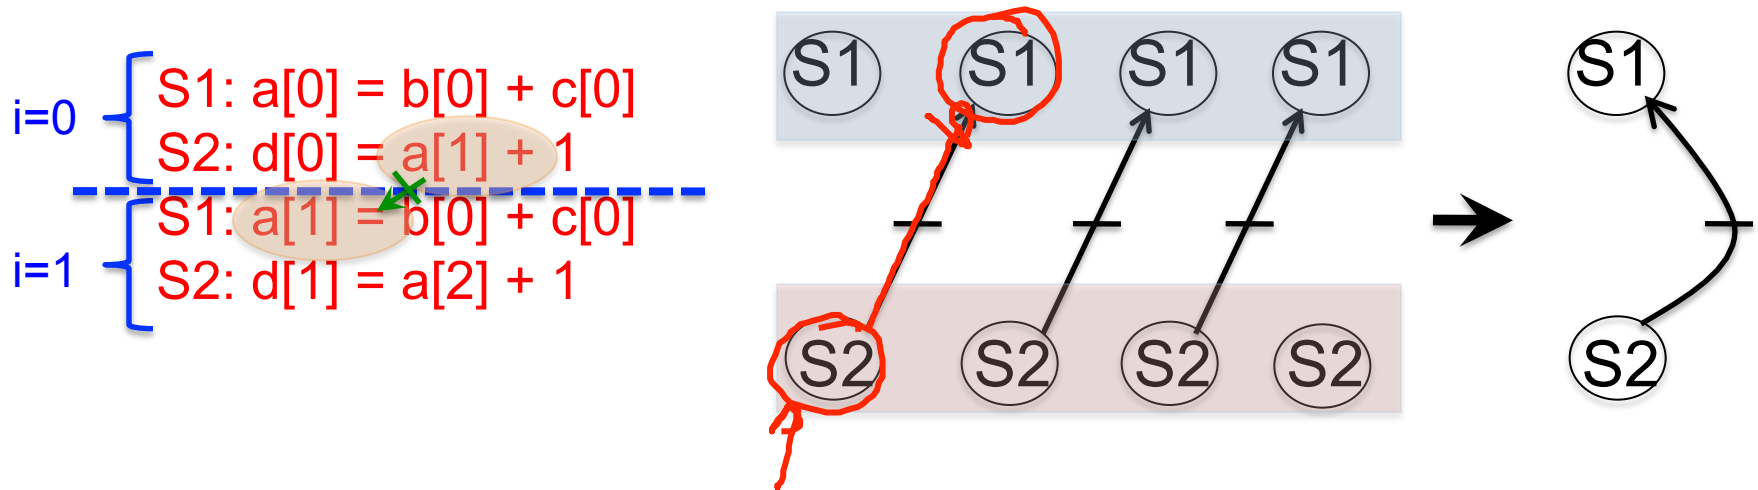 i=0
S1: a[0] = b[0] + c[0]
S2: d[0] = a[1] + 1
i=1
S1: a[1] = b[0] + c[0]
S2: d[1] = a[2] + 1
S1 S1 S1 S1
S2 S2 S2 S2
S1
S2